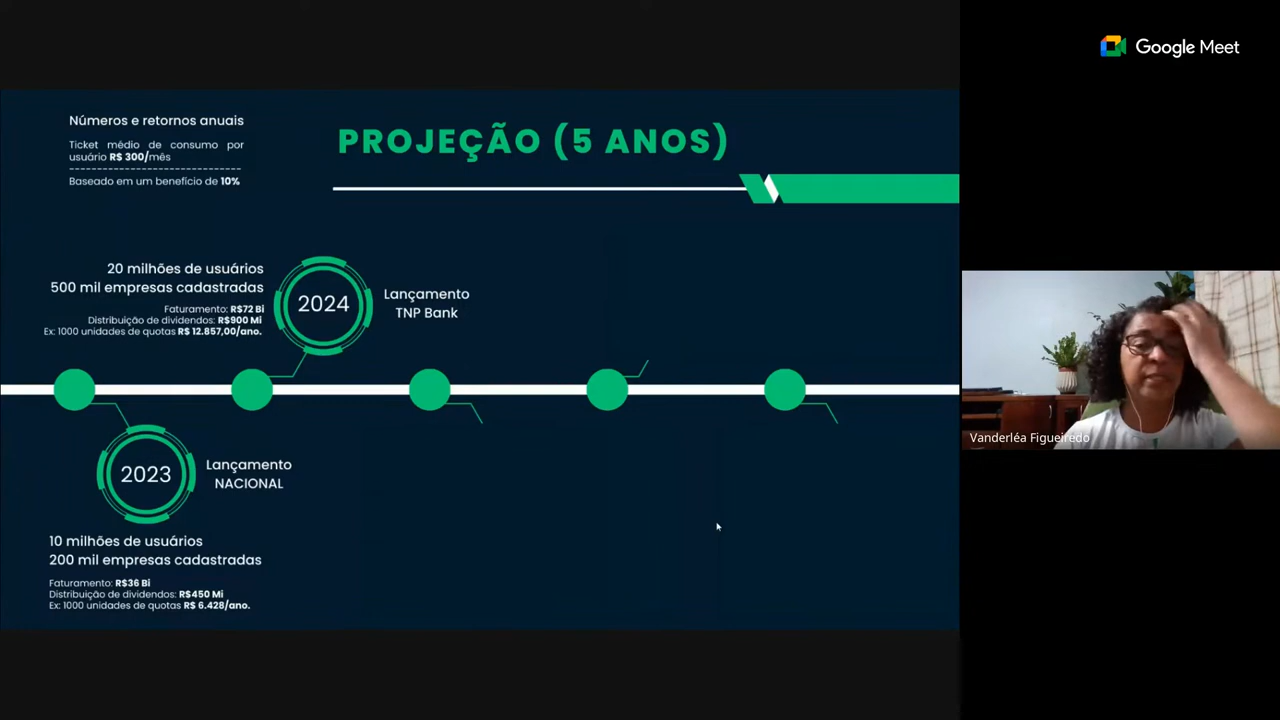 Google Meet
Números e retornos anuais
Ticket médio de consumo por
usuário R$ 300/mês
--------------------------------
Baseado em um benefício de 10%
PROJEÇÃO (5 ANOS)
20 milhões de usuários
500 mil empresas cadastradas
Faturamento: R$72 Bi
Distribuição de dividendos: R$900 Mi
Ex: 1000 unidades de quotas R$ 12.857,00/ano.
2024
Lançamento
TNP Bank
2023
Lançamento
NACIONAL
10 milhões de usuários
200 mil empresas cadastradas
Faturamento: R$36 Bi
Distribuição de dividendos: R$450 Mi
Ex: 1000 unidades de quotas R$ 6.428/ano.
Vanderléa Figueiredo